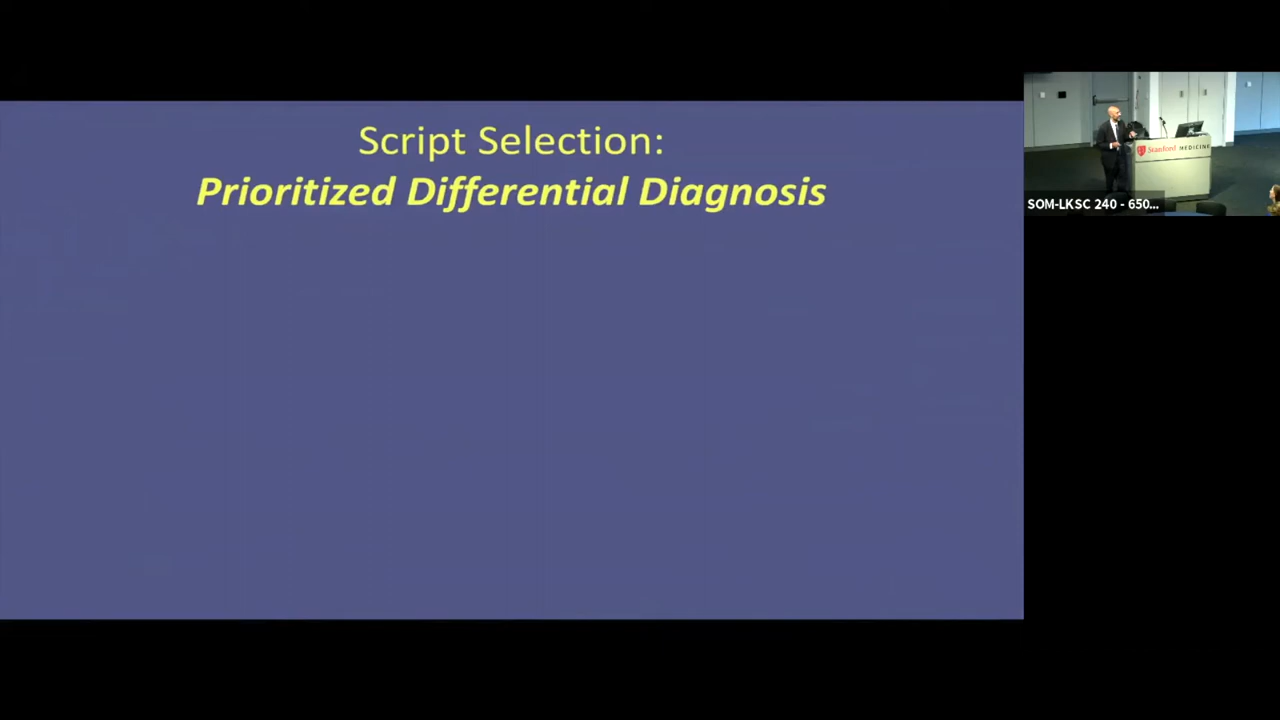 Script Selection:
Prioritized Differential Diagnosis
Stanford MEDICINE
SOM-LKSC 240 - 650...